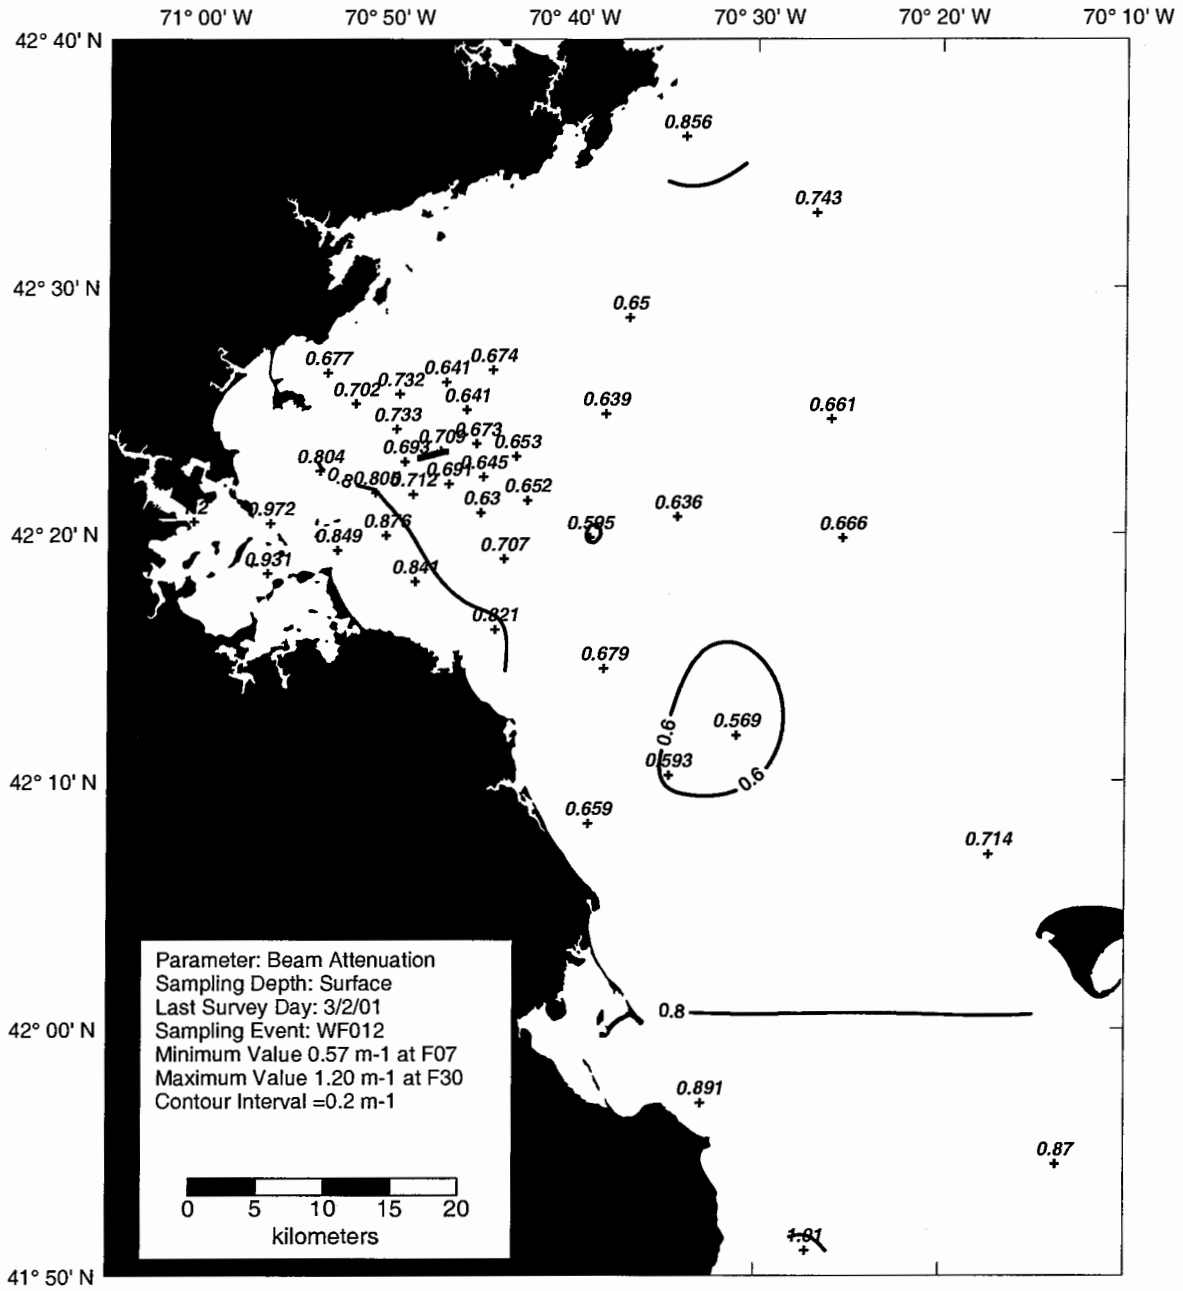 71° 00' W 70° 50' W 70° 40' W 70° 30' W 70° 20' W 70° 10' W
42° 40' N
0.856
0.743
42° 30' N
0.65
0.677
0.674
0.641
0.732
0.702
0.641
0.639
0.661
0.733
0.673
0.709
0.653
0.693
0.804
0.645
0.691
0.8
0.805
0.712
0.652
0.63
0.636
0.972
0.876
0.595
42° 20' N
0.849
0.666
0.707
0.931
0.841
0.821
0.679
0.569
0.6
0.593
42° 10' N
0.6
0.659
0.714
Parameter: Beam Attenuation
Sampling Depth: Surface
Last Survey Day: 3/2/01
Sampling Event: WF012
Minimum Value 0.57 m-1 at F07
Maximum Value 1.20 m-1 at F30
Contour Interval =0.2 m-1
0.8
42° 00' N
0.891
0.87
0 5 10 15 20
kilometers
1.01
41° 50' N